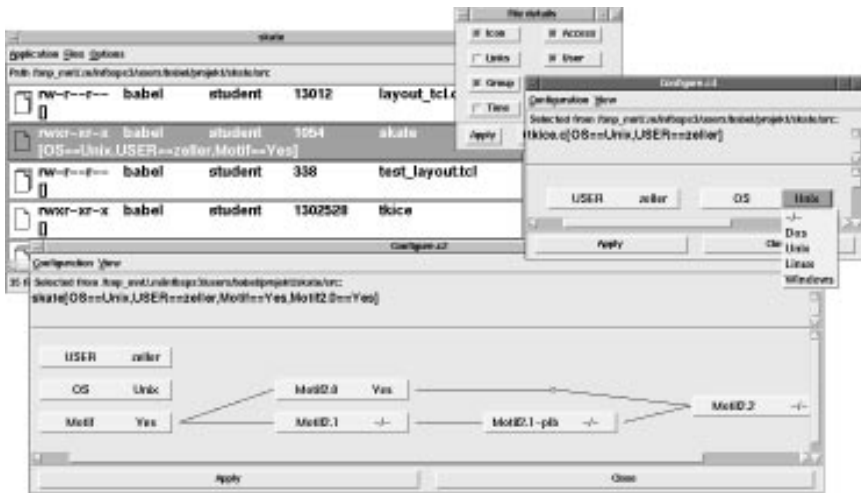 skate
Application Files Options
rw-r--r-- babel student 13012 layout_tcl.c
[]
rwxr-xr-x babel student 1054 skate
[OS==Unix,USER==zeller,Motif==Yes]
rw-r--r-- babel student 338 test_layout.tcl
[]
rwxr-xr-x babel student 1302528 tkice
[]
File details
Icon Access
Links User
Group
Time
Apply
Configure
Configuration View
Selected from
tkice.c[OS==Unix,USER==zeller]
USER zeller OS Unix
-/-
Dos
Unix
Linux
Windows
Apply
Configure
Configuration View
Selected from
skate[OS==Unix,USER==zeller,Motif==Yes,Motif2.0==Yes]
USER zeller
OS Unix
Motif Yes
Motif2.0 Yes
Motif2.1 -/-
Motif2.1-plb -/-
Motif2.2 -/-
Apply Close